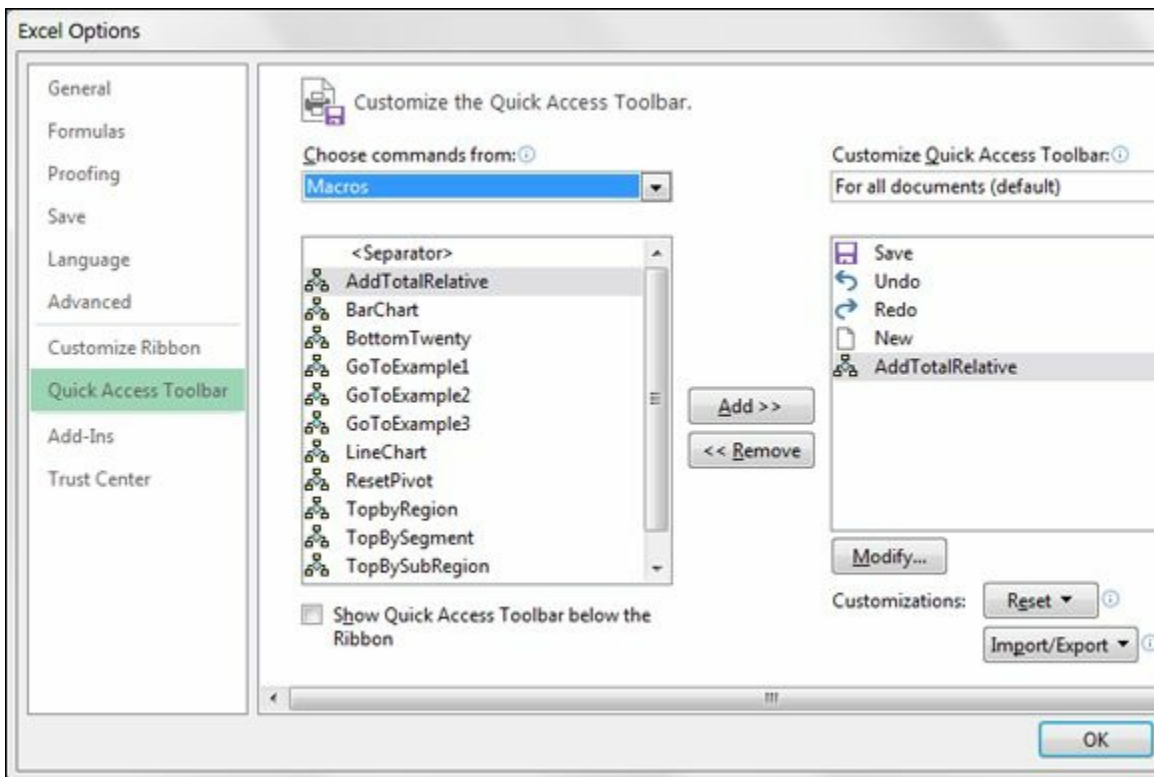 Excel Options
General
Formulas
Proofing
Save
Language
Advanced
Customize Ribbon
Quick Access Toolbar
Add-Ins
Trust Center
Customize the Quick Access Toolbar.
Choose commands from:
Macros
<Separator>
AddTotalRelative
BarChart
BottomTwenty
GoToExample1
GoToExample2
GoToExample3
LineChart
ResetPivot
TopbyRegion
TopBySegment
TopBySubRegion
Show Quick Access Toolbar below the
Ribbon
Add >>
<< Remove
Customize Quick Access Toolbar:
For all documents (default)
Save
Undo
Redo
New
AddTotalRelative
Modify...
Customizations:
Reset
Import/Export
OK